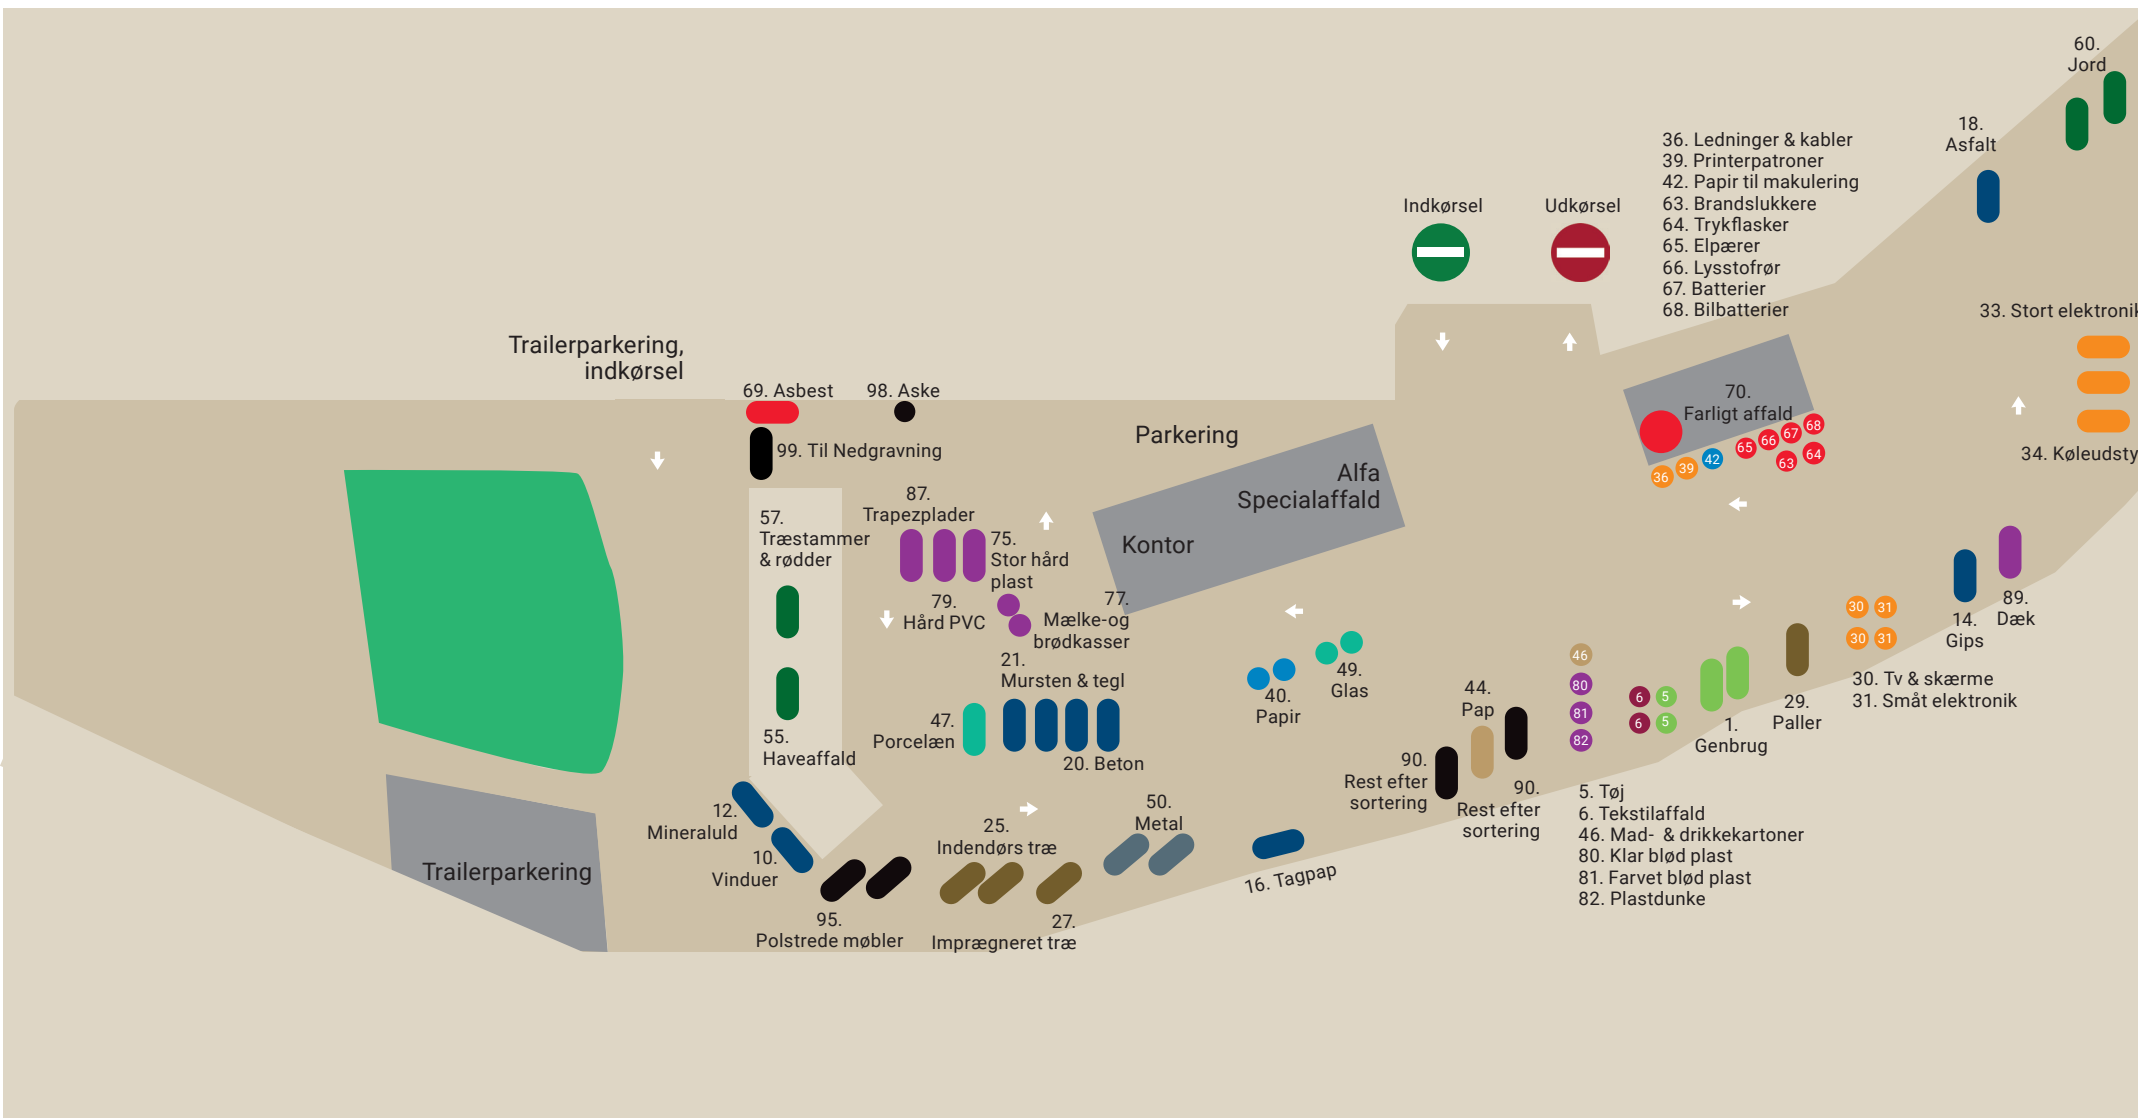 60.
Jord
18.
Asfalt
36. Ledninger & kabler
39. Printerpatroner
42. Papir til makulering
63. Brandslukkere
64. Trykflasker
65. Elpærer
66. Lysstofrør
67. Batterier
68. Bilbatterier
Indkørsel
Udkørsel
33. Stort elektronik
Trailerparkering,
indkørsel
69. Asbest
98. Aske
99. Til Nedgravning
Parkering
Alfa
Specialaffald
Kontor
70.
Farligt affald
68
67
66
65
64
63
42
39
36
34. Køleudsty
87.
Trapezplader
57.
Træstammer
& rødder
75.
Stor hård
plast
79.
Hård PVC
77.
Mælke-og
brødkasser
21.
Mursten & tegl
47.
Porcelæn
20. Beton
55.
Haveaffald
49.
Glas
40.
Papir
44.
Pap
46
80
81
82
6
5
6
5
1.
Genbrug
29.
Paller
30
31
30
31
30. Tv & skærme
31. Småt elektronik
14.
Gips
89.
Dæk
90.
Rest efter
sortering
90.
Rest efter
sortering
5. Tøj
6. Tekstilaffald
46. Mad- & drikkekartoner
80. Klar blød plast
81. Farvet blød plast
82. Plastdunke
12.
Mineraluld
10.
Vinduer
50.
Metal
25.
Indendørs træ
16. Tagpap
Trailerparkering
95.
Polstrede møbler
27.
Imprægneret træ